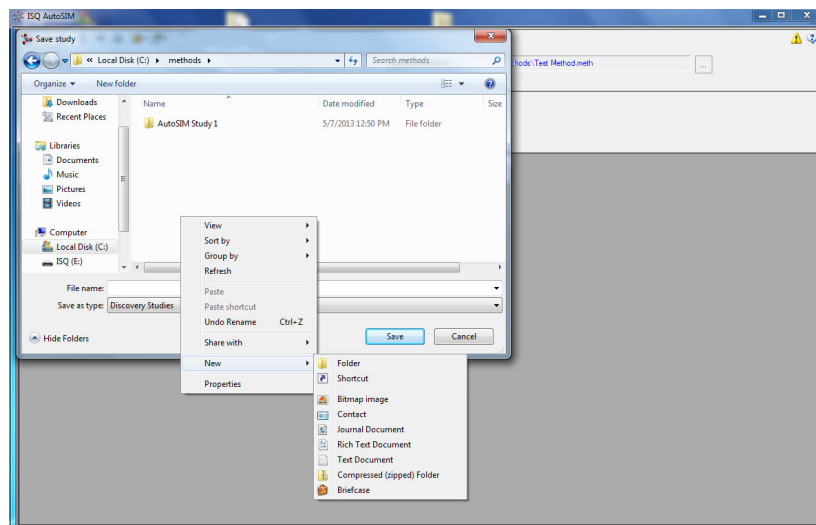 ISQ AutoSIM
Save study
« Local Disk (C:) ▸ methods ▸
Search methods
hods\Test Method.meth
...
Organize
New folder
Downloads
Recent Places
Libraries
Documents
Music
Pictures
Videos
Computer
Local Disk (C:)
ISQ (E:)
Name
Date modified
Type
Size
AutoSIM Study 1
5/7/2013 12:50 PM
File folder
File name:
Save as type:
Discovery Studies
Hide Folders
Save
Cancel
View
Sort by
Group by
Refresh
Paste
Paste shortcut
Undo Rename Ctrl+Z
Share with
New
Properties
Folder
Shortcut
Bitmap image
Contact
Journal Document
Rich Text Document
Text Document
Compressed (zipped) Folder
Briefcase